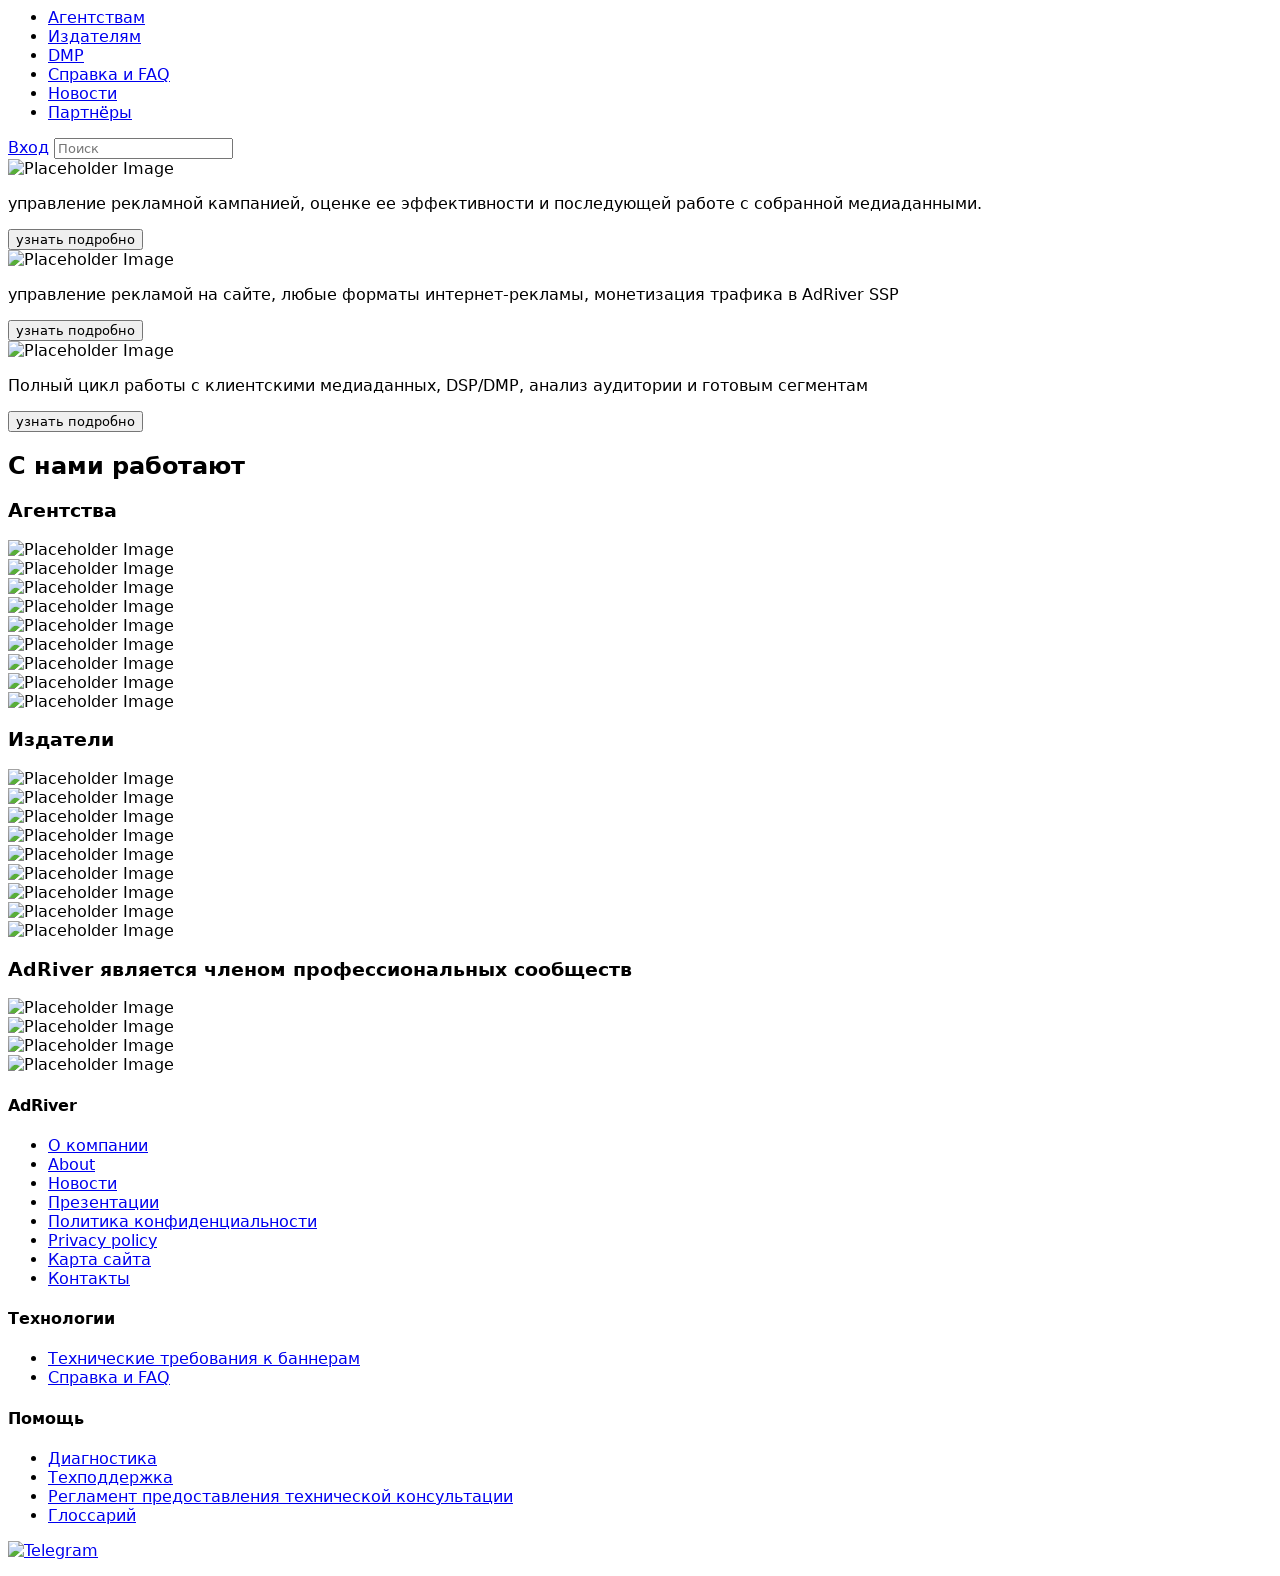 Агентствам
Издателям
DMP
Справка и FAQ
Новости
Партнёры
Вход Поиск
Placeholder Image
управление рекламной кампанией, оценке ее эффективности и последующей работе с собранной медиаданными.
узнать подробно
Placeholder Image
управление рекламой на сайте, любые форматы интернет-рекламы, монетизация трафика в AdRiver SSP
узнать подробно
Placeholder Image
Полный цикл работы с клиентскими медиаданных, DSP/DMP, анализ аудитории и готовым сегментам
узнать подробно
С нами работают
Агентства
Placeholder Image
Placeholder Image
Placeholder Image
Placeholder Image
Placeholder Image
Placeholder Image
Placeholder Image
Placeholder Image
Placeholder Image
Издатели
Placeholder Image
Placeholder Image
Placeholder Image
Placeholder Image
Placeholder Image
Placeholder Image
Placeholder Image
Placeholder Image
Placeholder Image
AdRiver является членом профессиональных сообществ
Placeholder Image
Placeholder Image
Placeholder Image
Placeholder Image
AdRiver
О компании
About
Новости
Презентации
Политика конфиденциальности
Privacy policy
Карта сайта
Контакты
Технологии
Технические требования к баннерам
Справка и FAQ
Помощь
Диагностика
Техподдержка
Регламент предоставления технической консультации
Глоссарий
Telegram